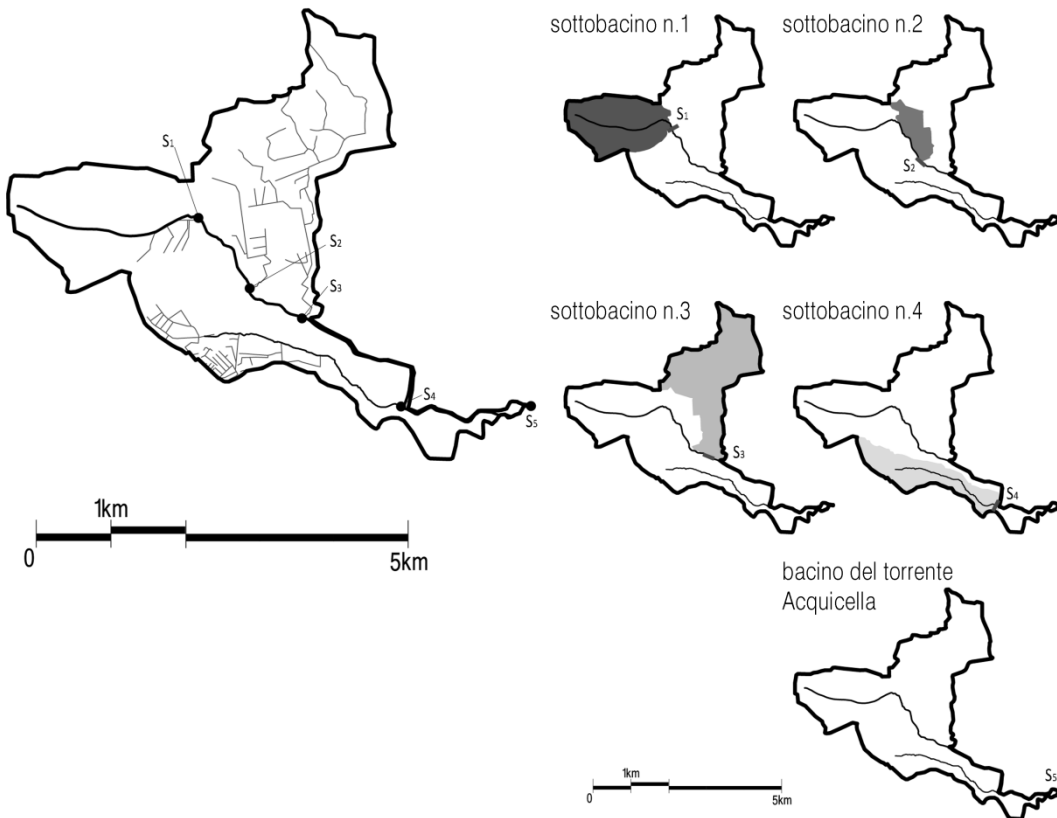 S1
S2
S3
S4
S5
1km
0
5km
sottobacino n.1
S1
sottobacino n.2
S2
sottobacino n.3
S3
sottobacino n.4
S4
bacino del torrente
Acquicella
S5
1km
0
5km